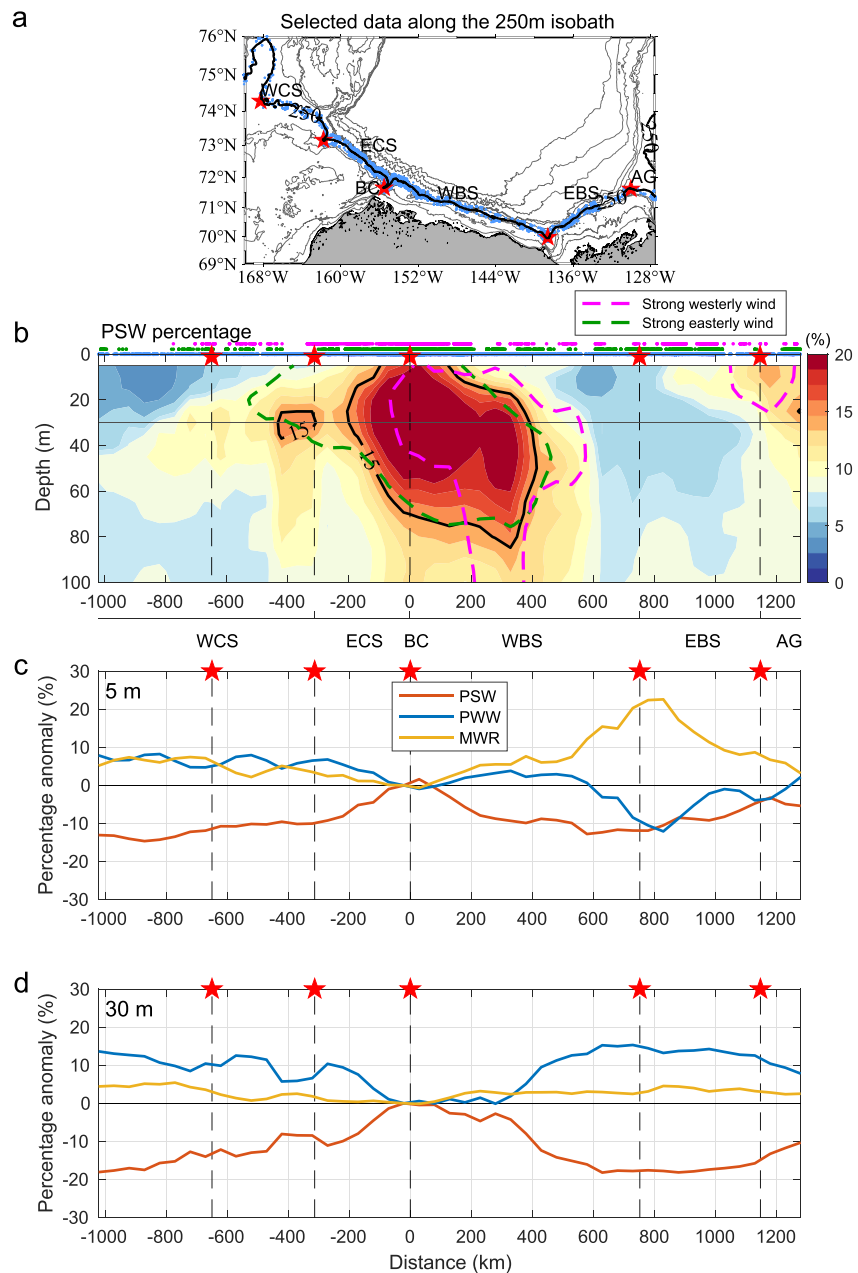 a
Selected data along the 250m isobath
76°N
75°N
74°N
73°N
72°N
71°N
70°N
69°N
WCS
250
ECS
BC
WBS
EBS
250
AG
250
168°W 160°W 152°W 144°W 136°W 128°W
Strong westerly wind
Strong easterly wind
b
PSW percentage
(%)
Depth (m)
0
20
40
60
80
100
15
15
20
15
10
5
0
-1000 -800 -600 -400 -200 0 200 400 600 800 1000 1200
WCS ECS BC WBS EBS AG
c
5 m
Percentage anomaly (%)
30
20
10
0
-10
-20
-30
PSW
PWW
MWR
-1000 -800 -600 -400 -200 0 200 400 600 800 1000 1200
d
30 m
Percentage anomaly (%)
30
20
10
0
-10
-20
-30
-1000 -800 -600 -400 -200 0 200 400 600 800 1000 1200
Distance (km)